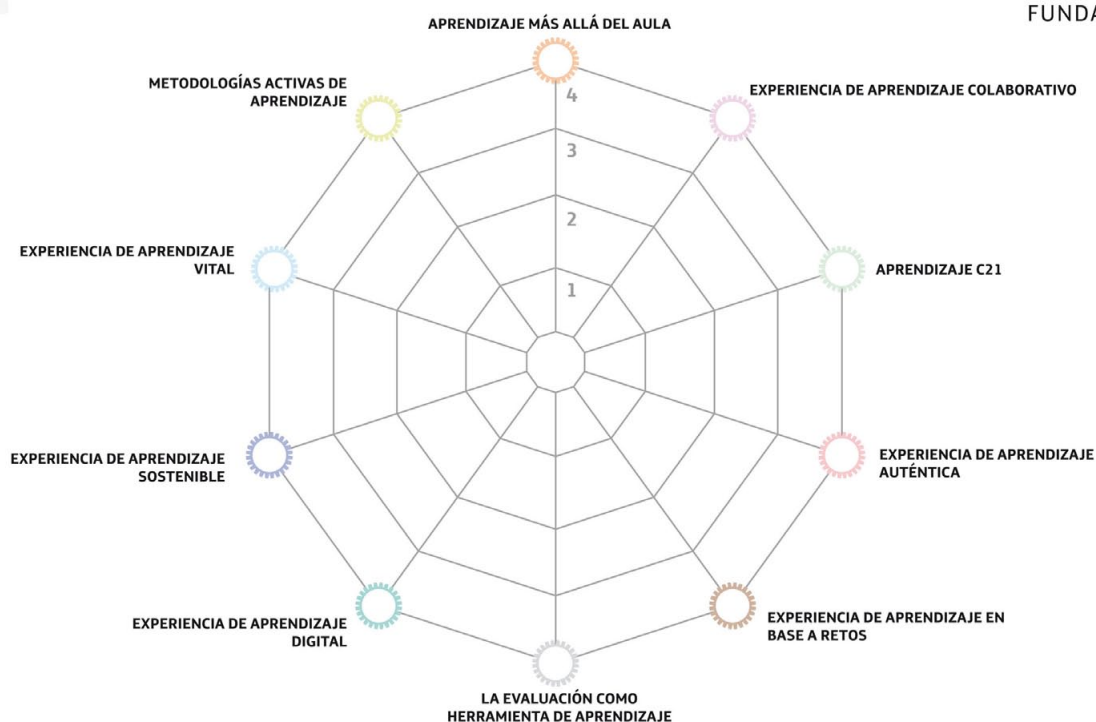 FUNDA
APRENDIZAJE MÁS ALLÁ DEL AULA
METODOLOGÍAS ACTIVAS DE
APRENDIZAJE
EXPERIENCIA DE APRENDIZAJE COLABORATIVO
4
3
2
1
EXPERIENCIA DE APRENDIZAJE
VITAL
APRENDIZAJE C21
EXPERIENCIA DE APRENDIZAJE
SOSTENIBLE
EXPERIENCIA DE APRENDIZAJE
AUTÉNTICA
EXPERIENCIA DE APRENDIZAJE
DIGITAL
EXPERIENCIA DE APRENDIZAJE EN
BASE A RETOS
LA EVALUACIÓN COMO
HERRAMIENTA DE APRENDIZAJE